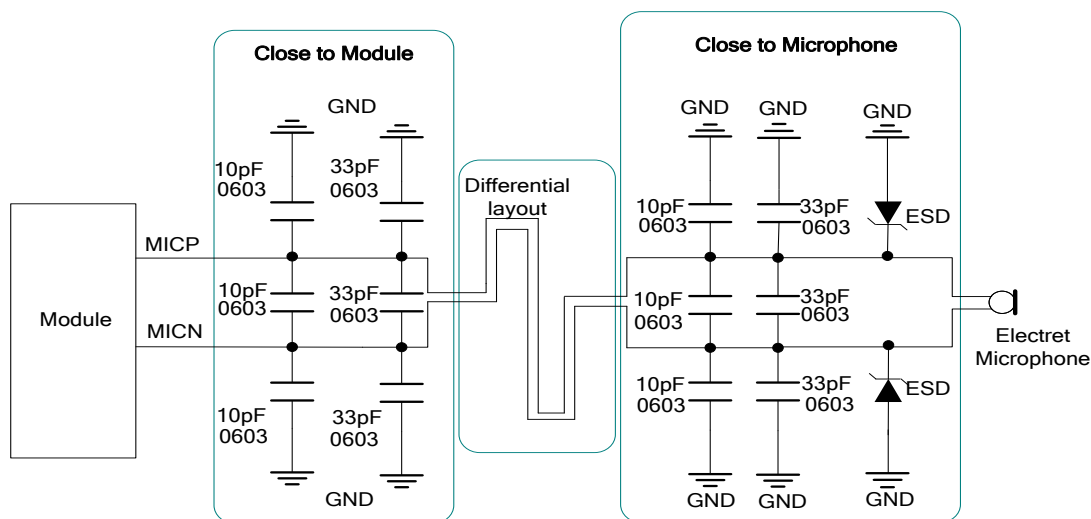 Close to Module
GND
10pF
0603
33pF
0603
MICP
10pF
0603
33pF
0603
Module
MICN
10pF
0603
33pF
0603
GND
Differential
layout
Close to Microphone
GND
GND
GND
10pF
0603
33pF
0603
ESD
10pF
0603
33pF
0603
Electret
Microphone
10pF
0603
33pF
0603
ESD
GND
GND
GND